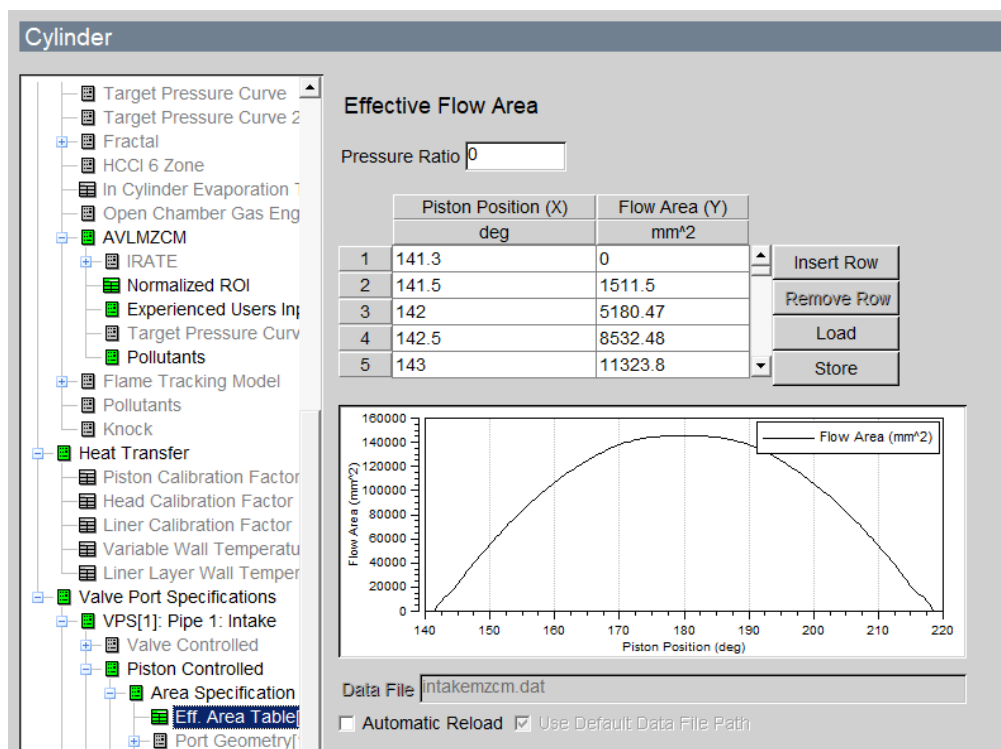 Cylinder
Target Pressure Curve
Target Pressure Curve 2
Fractal
HCCI 6 Zone
In Cylinder Evaporation T
Open Chamber Gas Eng
AVLMZCM
IRATE
Normalized ROI
Experienced Users Inp
Target Pressure Curv
Pollutants
Flame Tracking Model
Pollutants
Knock
Heat Transfer
Piston Calibration Factor
Head Calibration Factor
Liner Calibration Factor
Variable Wall Temperatu
Liner Layer Wall Temper
Valve Port Specifications
VPS[1]: Pipe 1: Intake
Valve Controlled
Piston Controlled
Area Specification
Eff. Area Table[
Port Geometry[
Effective Flow Area
Pressure Ratio 0
Piston Position (X) Flow Area (Y)
deg mm^2
1 141.3 0
2 141.5 1511.5
3 142 5180.47
4 142.5 8532.48
5 143 11323.8
Insert Row
Remove Row
Load
Store
Flow Area (mm^2)
160000
140000
120000
100000
80000
60000
40000
20000
0
Flow Area (mm^2)
140 150 160 170 180 190 200 210 220
Piston Position (deg)
Data File intakemzcm.dat
Automatic Reload Use Default Data File Path